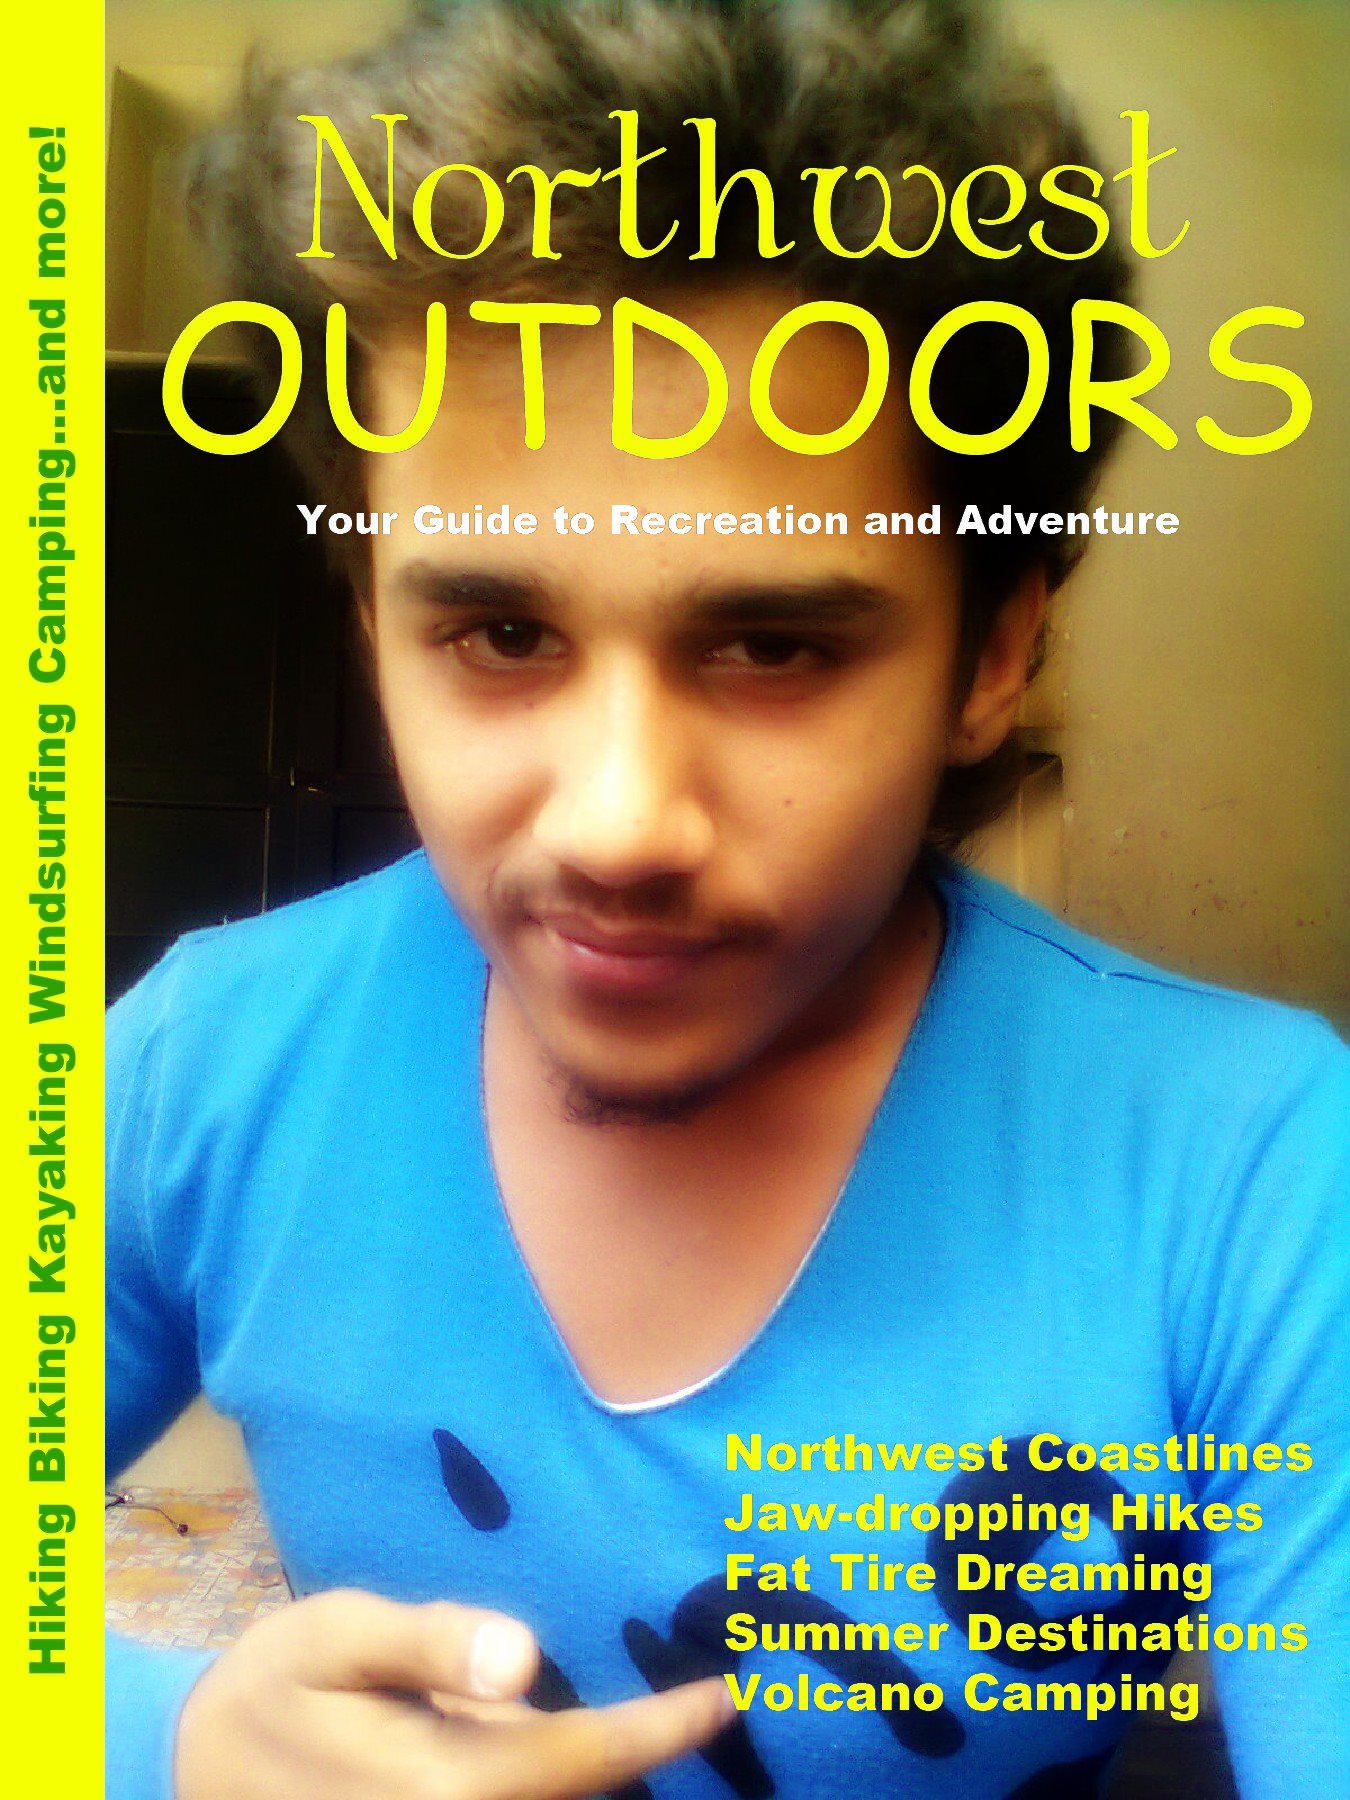 Northwest
OUTDOORS
Your Guide to Recreation and Adventure
Hiking Biking Kayaking Windsurfing Camping...and more!
Northwest Coastlines
Jaw-dropping Hikes
Fat Tire Dreaming
Summer Destinations
Volcano Camping